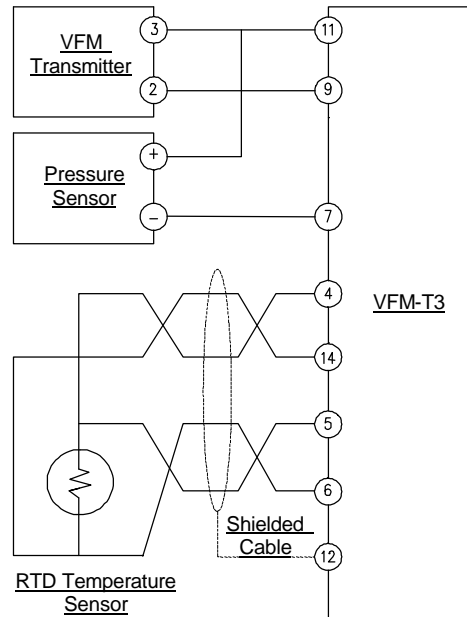 VFM
Transmitter
3
2
11
9
Pressure
Sensor
+
−
7
4
VFM-T3
14
5
6
Shielded
Cable
12
RTD Temperature
Sensor